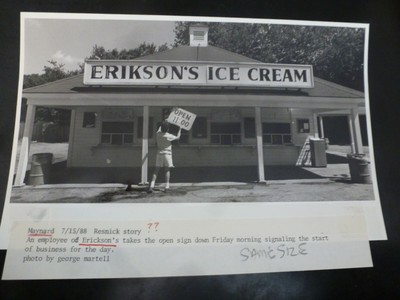 ERIKSON'S ICE CREAM
OPEN
11:00
Maynard 7/15/88 Resnick story ??
An employee of Erickson's takes the open sign down Friday morning signaling the start
of business for the day.
photo by george martell
SAME SIZE